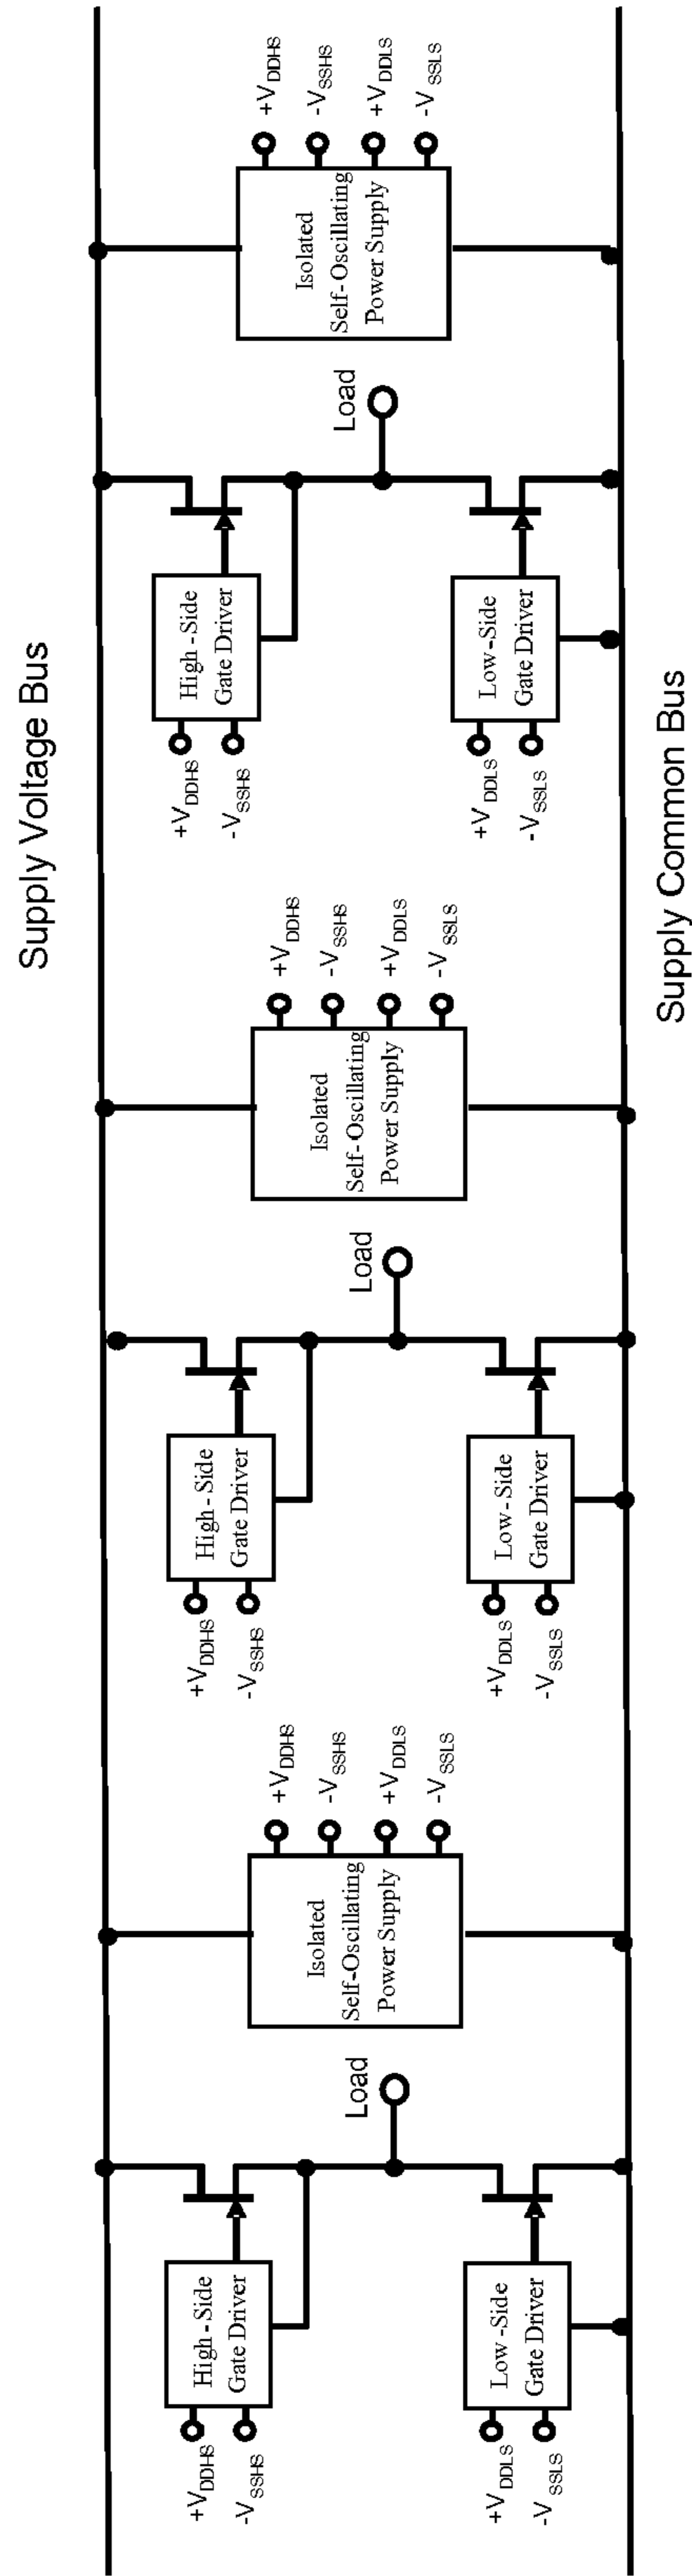 Supply Voltage Bus
+VDDHS
-VSSHS
High-Side
Gate Driver
+VDDLS
-VSSLS
Low-Side
Gate Driver
Load
Isolated
Self-Oscillating
Power Supply
+VDDHS
-VSSHS
+VDDLS
-VSSLS
+VDDHS
-VSSHS
High-Side
Gate Driver
+VDDLS
-VSSLS
Low-Side
Gate Driver
Load
Isolated
Self-Oscillating
Power Supply
+VDDHS
-VSSHS
+VDDLS
-VSSLS
+VDDHS
-VSSHS
High-Side
Gate Driver
+VDDLS
-VSSLS
Low-Side
Gate Driver
Load
Isolated
Self-Oscillating
Power Supply
+VDDHS
-VSSHS
+VDDLS
-VSSLS
Supply Common Bus